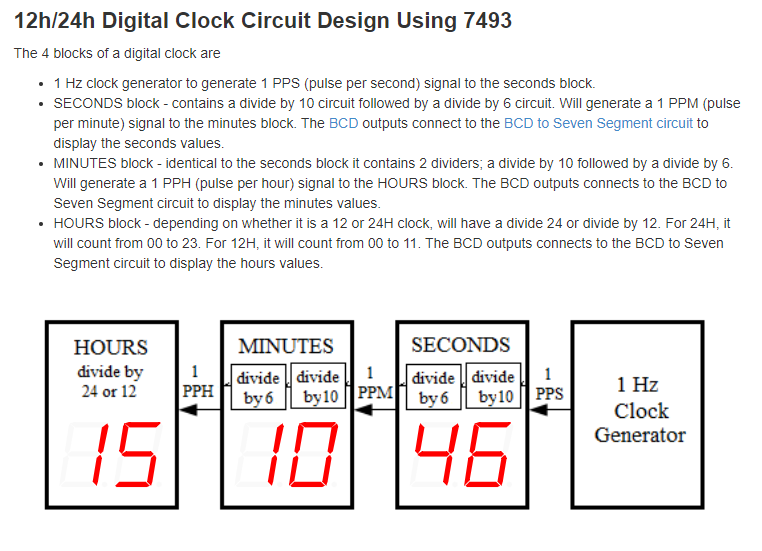 12h/24h Digital Clock Circuit Design Using 7493
The 4 blocks of a digital clock are
• 1 Hz clock generator to generate 1 PPS (pulse per second) signal to the seconds block.
• SECONDS block - contains a divide by 10 circuit followed by a divide by 6 circuit. Will generate a 1 PPM (pulse
per minute) signal to the minutes block. The BCD outputs connect to the BCD to Seven Segment circuit to
display the seconds values.
• MINUTES block - identical to the seconds block it contains 2 dividers; a divide by 10 followed by a divide by 6.
Will generate a 1 PPH (pulse per hour) signal to the HOURS block. The BCD outputs connects to the BCD to
Seven Segment circuit to display the minutes values.
• HOURS block - depending on whether it is a 12 or 24H clock, will have a divide 24 or divide by 12. For 24H, it
will count from 00 to 23. For 12H, it will count from 00 to 11. The BCD outputs connects to the BCD to Seven
Segment circuit to display the hours values.
HOURS
divide by
24 or 12
15
1
PPH
MINUTES
divide
by 6
divide
by10
10
1
PPM
SECONDS
divide
by 6
divide
by10
46
1
PPS
1 Hz
Clock
Generator